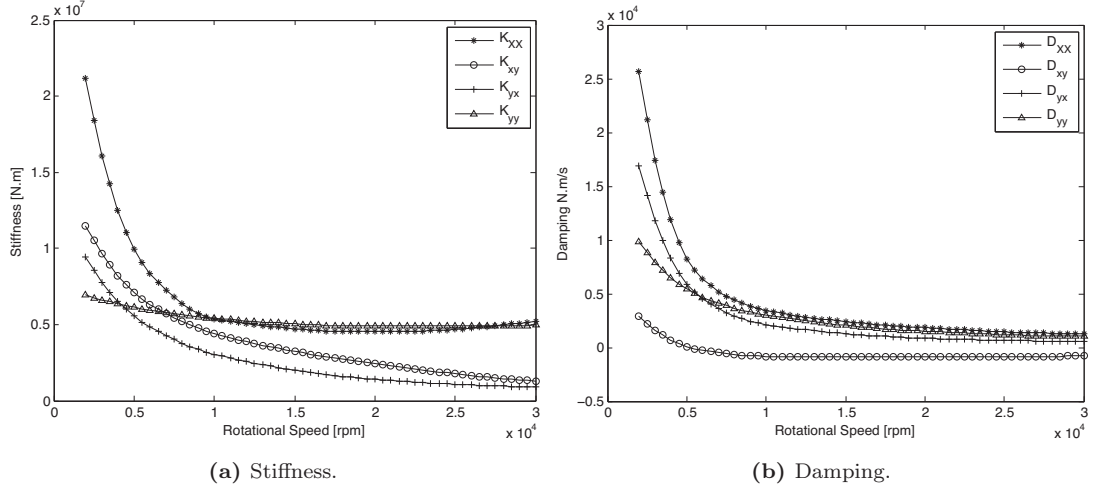 x 10^7
2.5
2
1.5
1
0.5
0
Stiffness [N.m]
K_XX
K_xy
K_yx
K_yy
0 0.5 1 1.5 2 2.5 3
x 10^4
Rotational Speed [rpm]
(a) Stiffness.
x 10^4
3
2.5
2
1.5
1
0.5
0
−0.5
Damping N.m/s
D_XX
D_xy
D_yx
D_yy
0 0.5 1 1.5 2 2.5 3
x 10^4
Rotational Speed [rpm]
(b) Damping.